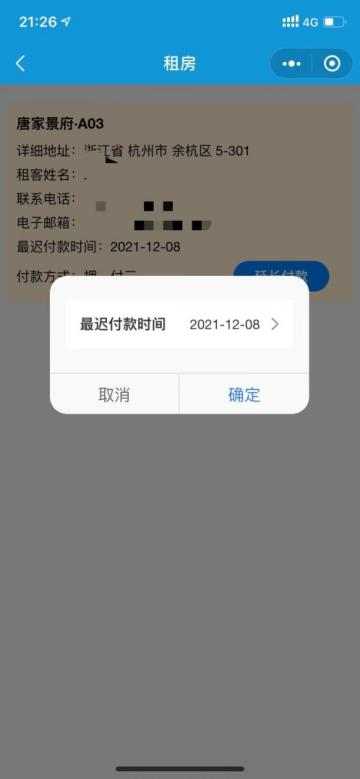 21:26
4G
租房
唐家景府·A03
详细地址：浙江省 杭州市 余杭区 5-301
租客姓名：
联系电话：
电子邮箱：
最迟付款时间：2021-12-08
付款方式：押一付三
延长付款
最迟付款时间 2021-12-08
取消 确定